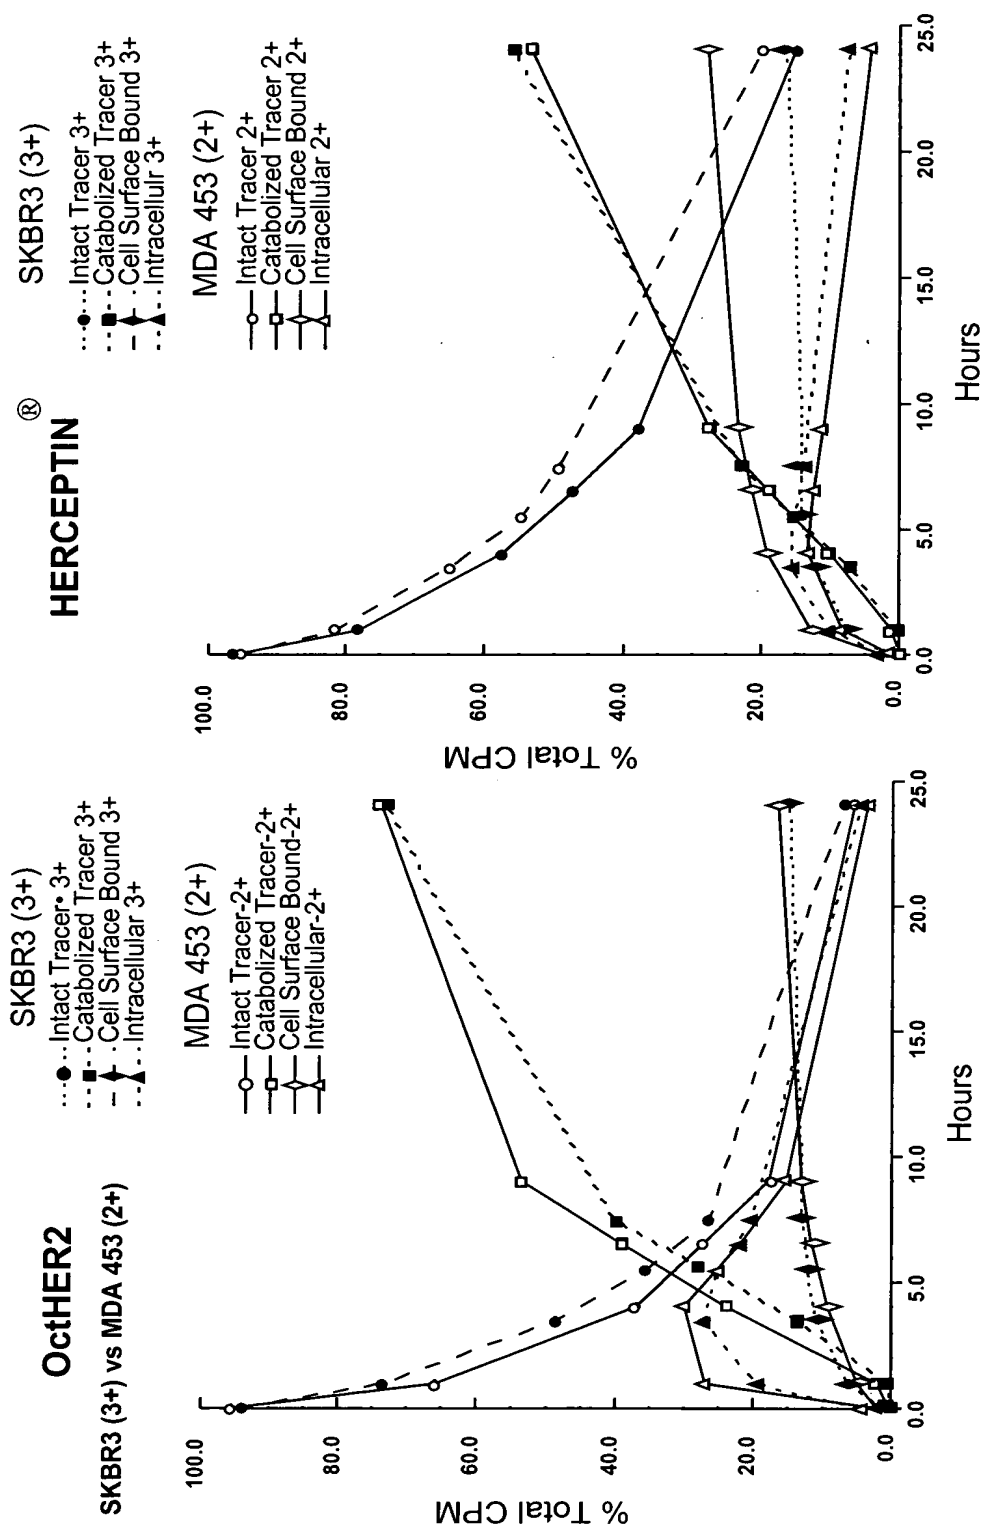 OctHER2
SKBR3 (3+) vs MDA 453 (2+)
SKBR3 (3+)
Intact Tracer• 3+
Catabolized Tracer 3+
Cell Surface Bound 3+
Intracellular 3+
MDA 453 (2+)
Intact Tracer-2+
Catabolized Tracer-2+
Cell Surface Bound-2+
Intracellular-2+
% Total CPM
100.0
80.0
60.0
40.0
20.0
0.0
0.0
5.0
10.0
15.0
20.0
25.0
Hours
HERCEPTIN ®
SKBR3 (3+)
Intact Tracer 3+
Catabolized Tracer 3+
Cell Surface Bound 3+
Intracellulr 3+
MDA 453 (2+)
Intact Tracer 2+
Catabolized Tracer 2+
Cell Surface Bound 2+
Intracellular 2+
% Total CPM
100.0
80.0
60.0
40.0
20.0
0.0
0.0
5.0
10.0
15.0
20.0
25.0
Hours